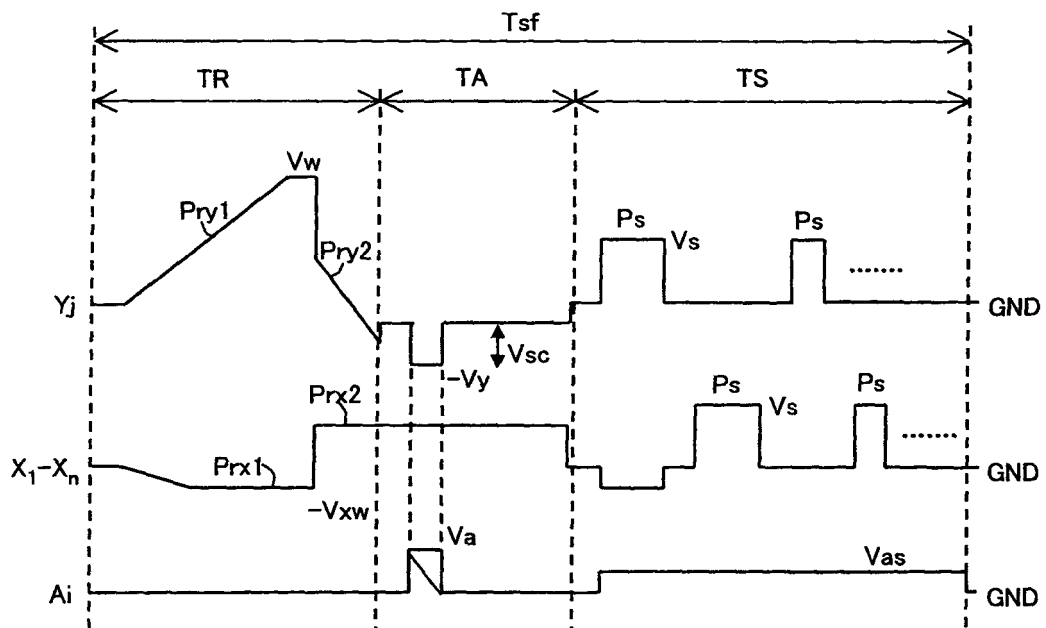 Tsf
TR TA TS
Vw
Pry1
Pry2
Ps Vs Ps ........
Yj GND
Vsc
-Vy
Prx2
Ps Vs Ps ........
X1-Xn Prx1 GND
-Vxw
Va
Vas
Ai GND